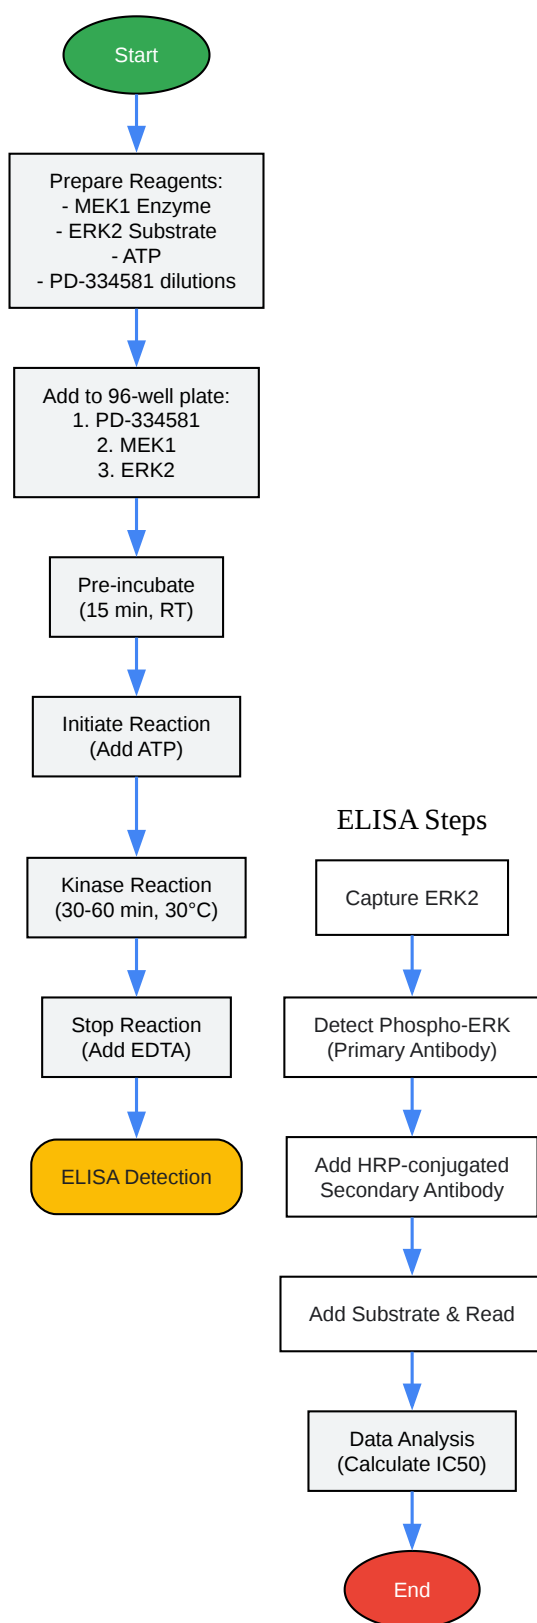 Start
Prepare Reagents:
- MEK1 Enzyme
- ERK2 Substrate
- ATP
- PD-334581 dilutions
Add to 96-well plate:
1. PD-334581
2. MEK1
3. ERK2
Pre-incubate
(15 min, RT)
Initiate Reaction
(Add ATP)
Kinase Reaction
(30-60 min, 30°C)
Stop Reaction
(Add EDTA)
ELISA Detection
ELISA Steps
Capture ERK2
Detect Phospho-ERK
(Primary Antibody)
Add HRP-conjugated
Secondary Antibody
Add Substrate & Read
Data Analysis
(Calculate IC50)
End